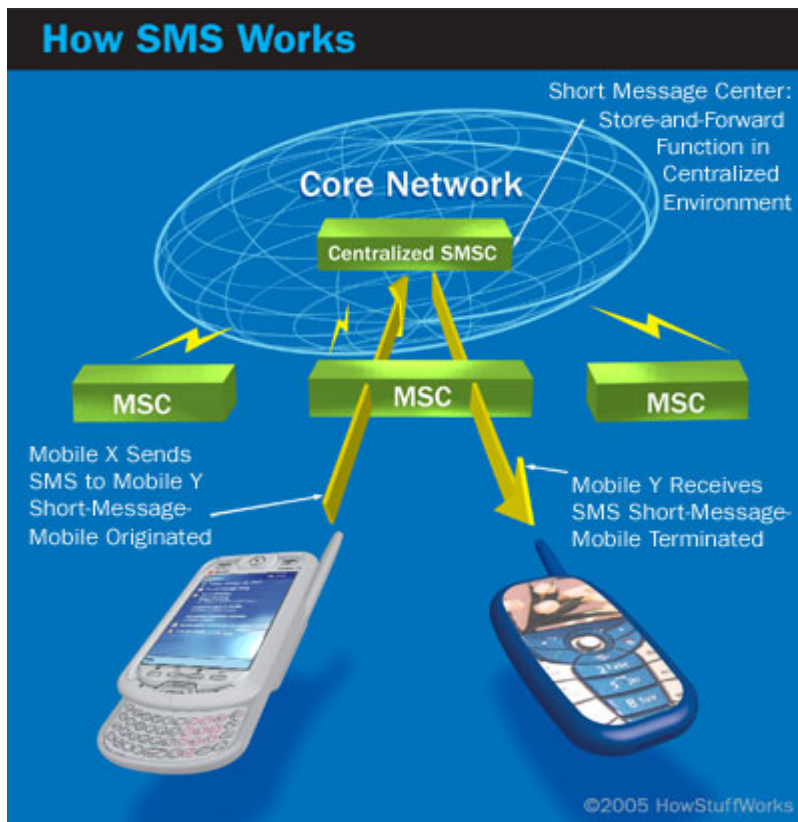 How SMS Works
Short Message Center:
Store-and-Forward
Function in
Centralized
Environment
Core Network
Centralized SMSC
MSC
MSC
MSC
Mobile X Sends
SMS to Mobile Y
Short-Message-
Mobile Originated
Mobile Y Receives
SMS Short-Message-
Mobile Terminated
©2005 HowStuffWorks